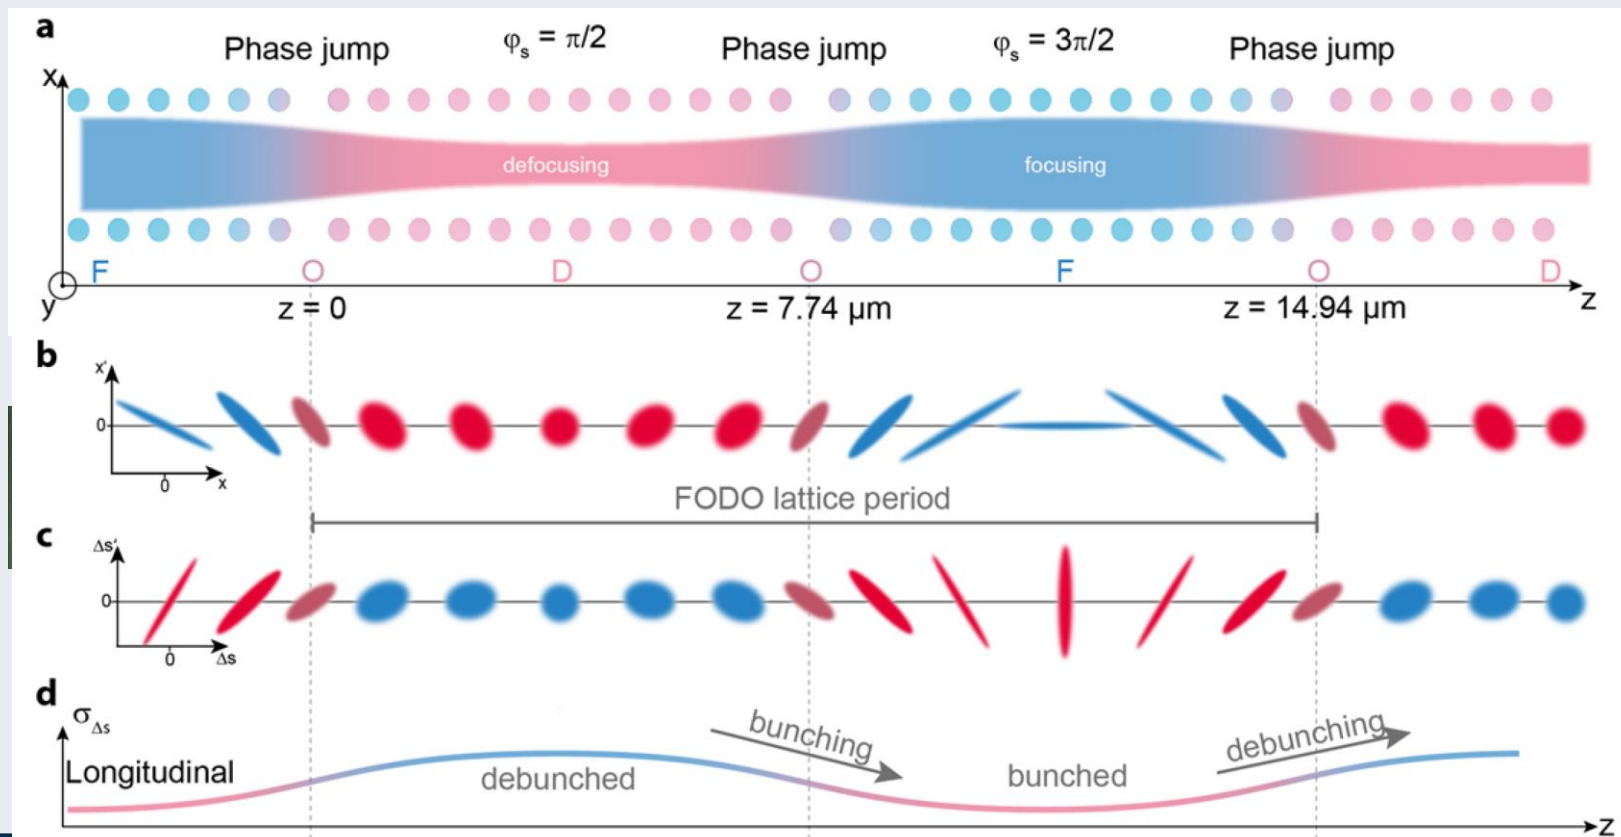 a
Phase jump
φs = π/2
Phase jump
φs = 3π/2
Phase jump
x
defocusing
focusing
F
O
D
O
F
O
D
y
z = 0
z = 7.74 µm
z = 14.94 µm
z
b
x'
0
0
x
FODO lattice period
c
Δs'
0
0
Δs
d
σΔs
Longitudinal
debunched
bunching
bunched
debunching
z